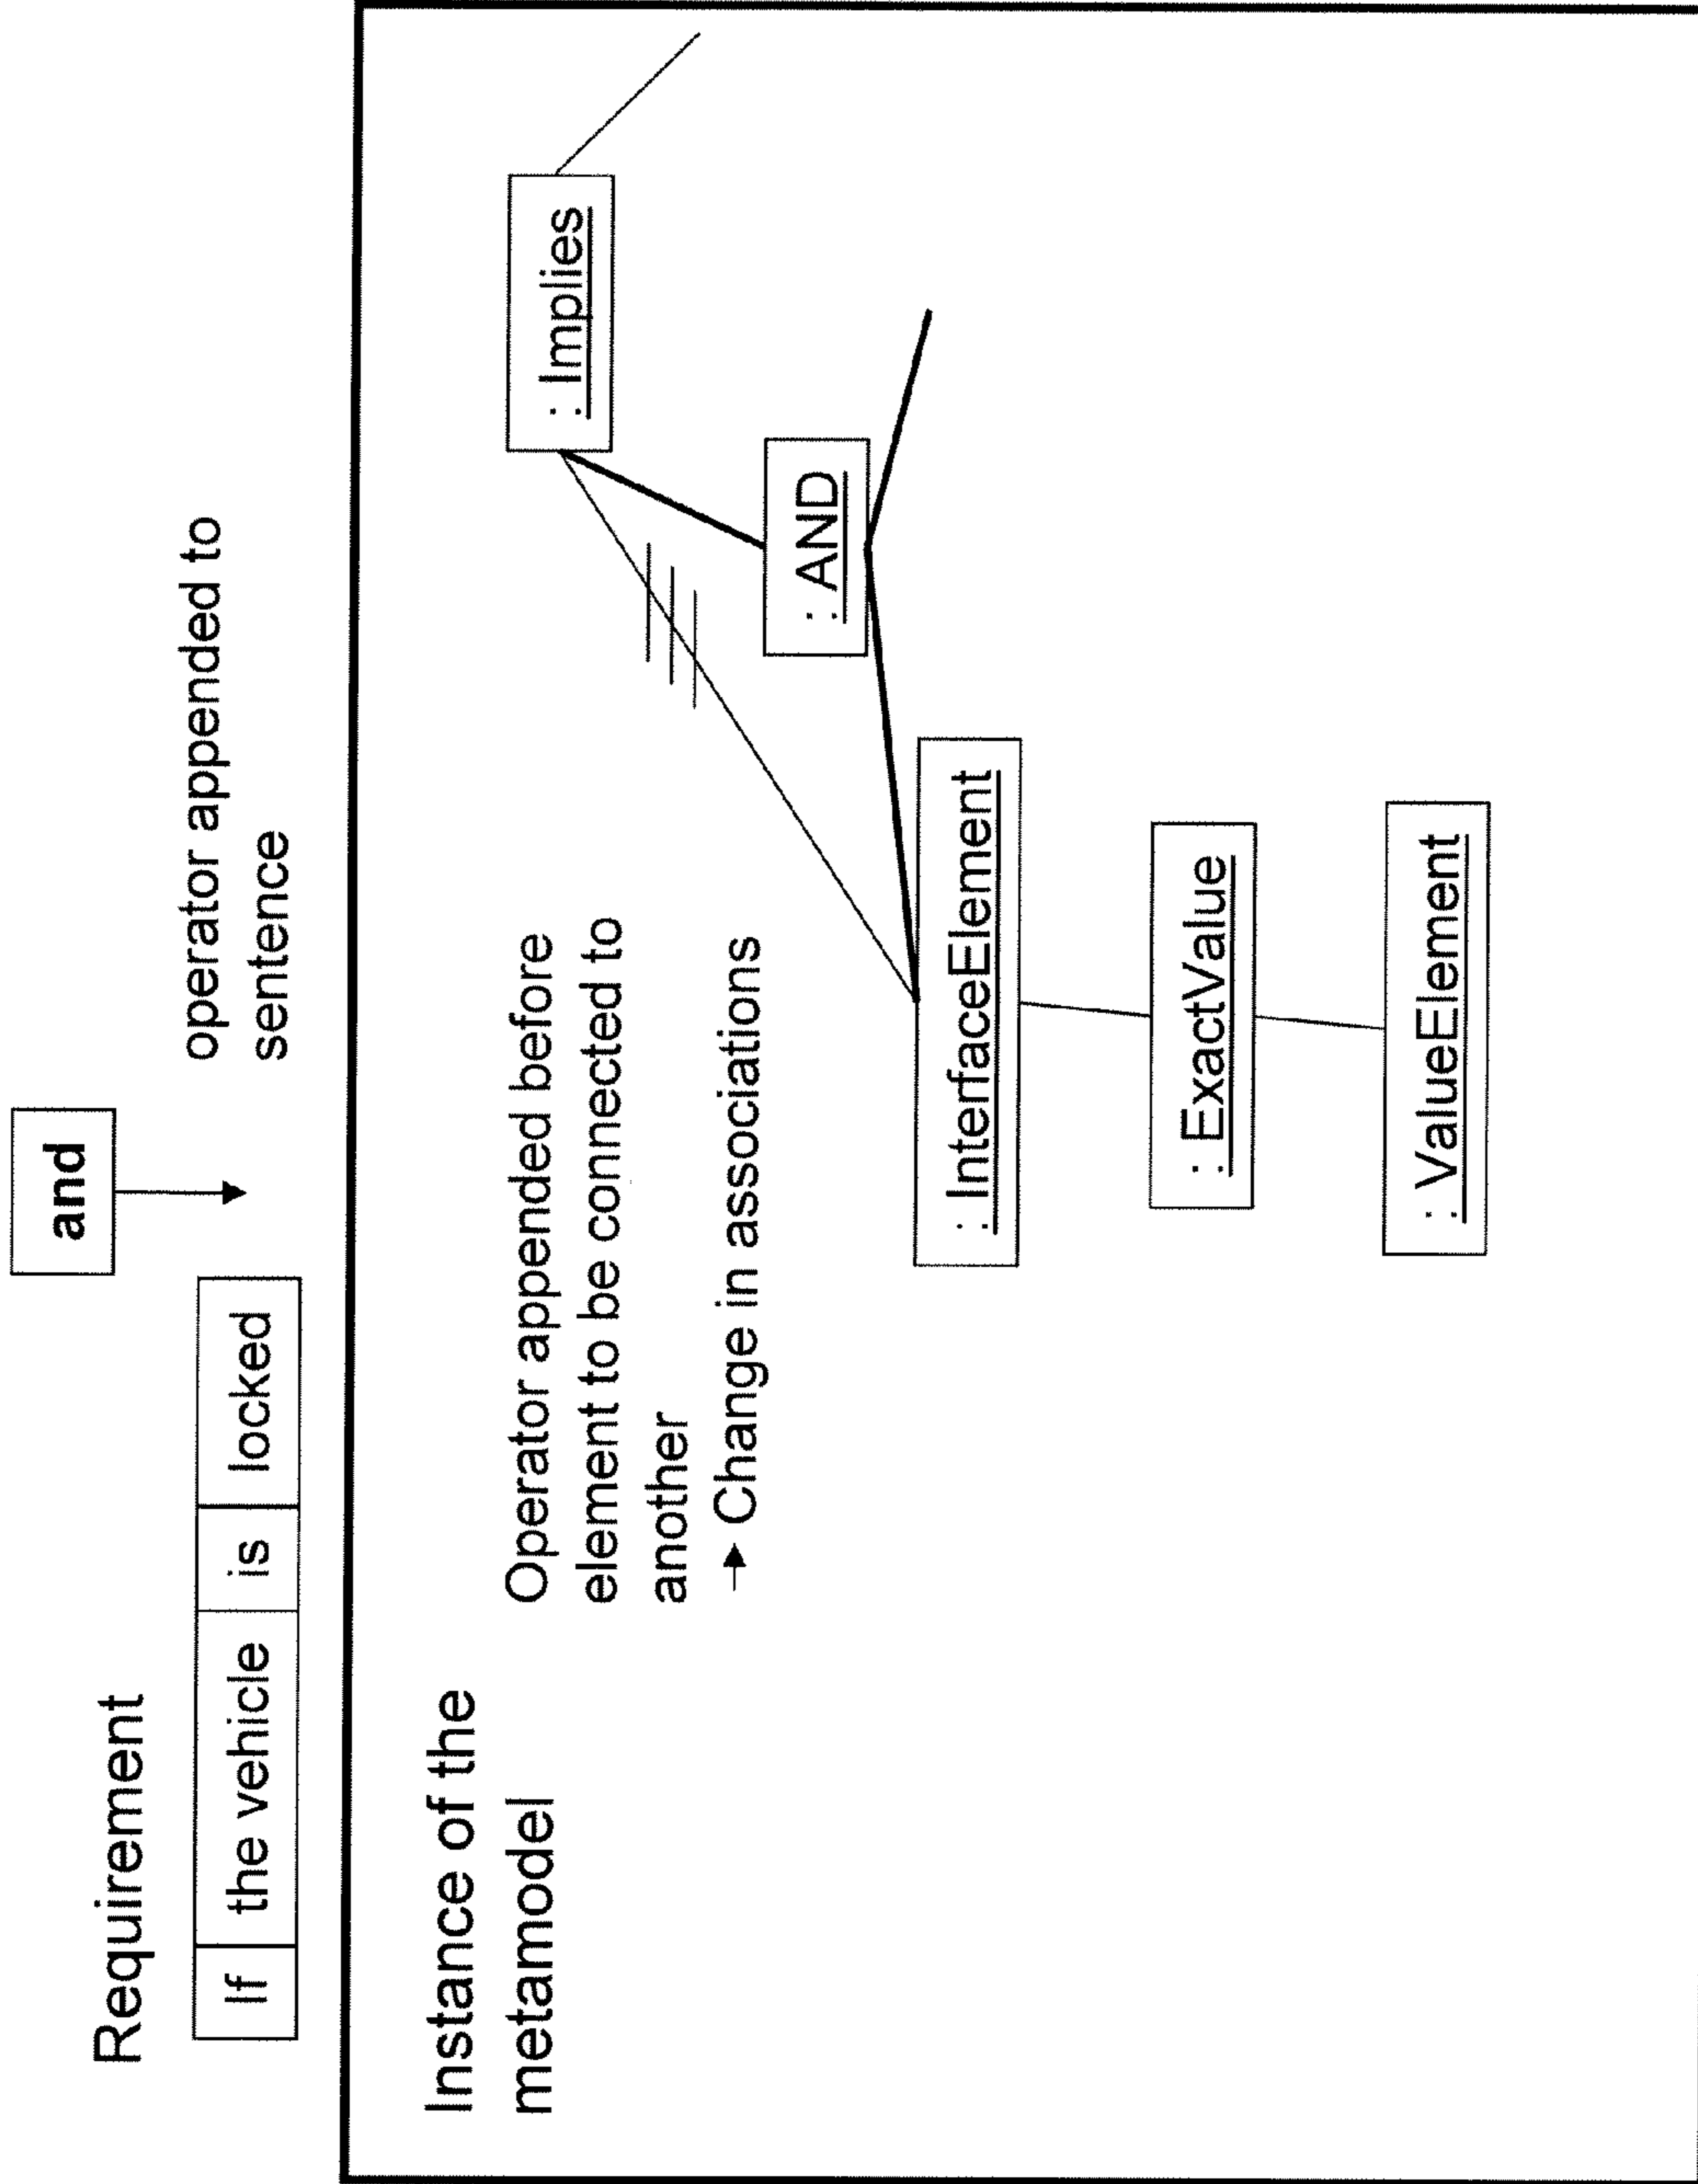 and
Requirement
operator appended to
sentence
If the vehicle is locked
Instance of the
metamodel
Operator appended before
element to be connected to
another
→ Change in associations
: Implies
: AND
: InterfaceElement
: ExactValue
: ValueElement